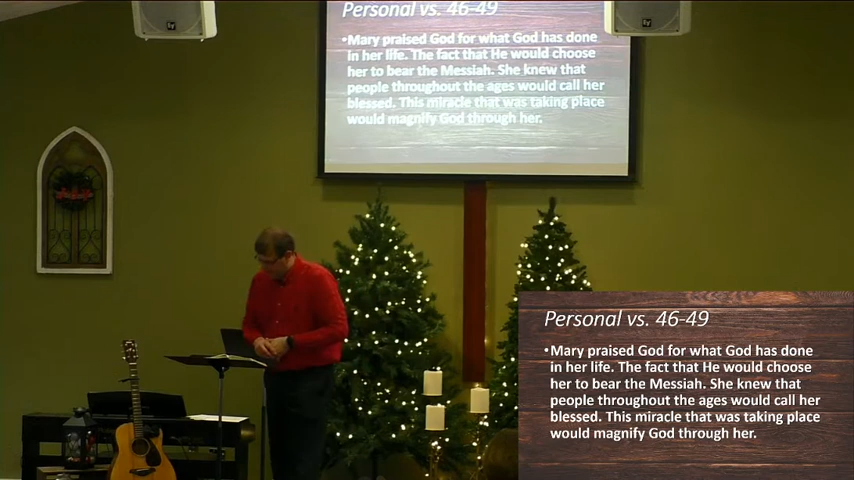 Personal vs. 46-49
•Mary praised God for what God has done
in her life. The fact that He would choose
her to bear the Messiah. She knew that
people throughout the ages would call her
blessed. This miracle that was taking place
would magnify God through her.
Personal vs. 46-49
•Mary praised God for what God has done
in her life. The fact that He would choose
her to bear the Messiah. She knew that
people throughout the ages would call her
blessed. This miracle that was taking place
would magnify God through her.